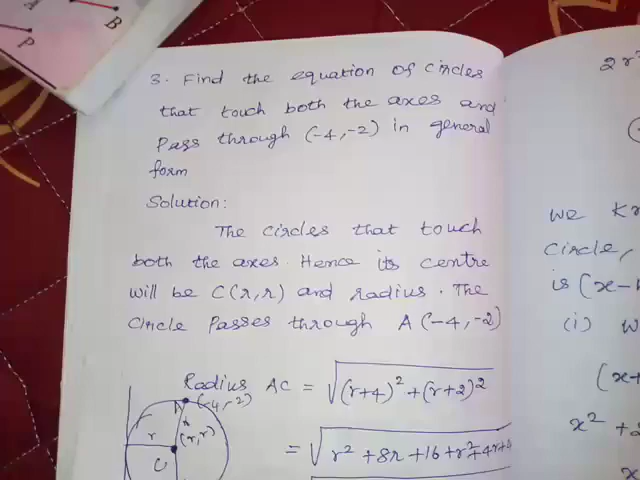 B
P
3. Find the equation of circles
that touch both the axes and
Pass through (-4,-2) in general
form
Solution:
The circles that touch
both the axes. Hence its centre
will be C(r,r) and radius. The
Circle Passes through A(-4,-2)
Radius AC = √(r+4)² + (r+2)²
(-4,-2)
r
(r,r)
C
= √r² + 8r + 16 + r² + 4r +
2r²
we
Circle,
is (x-
(i) W
(x+
x² + 2